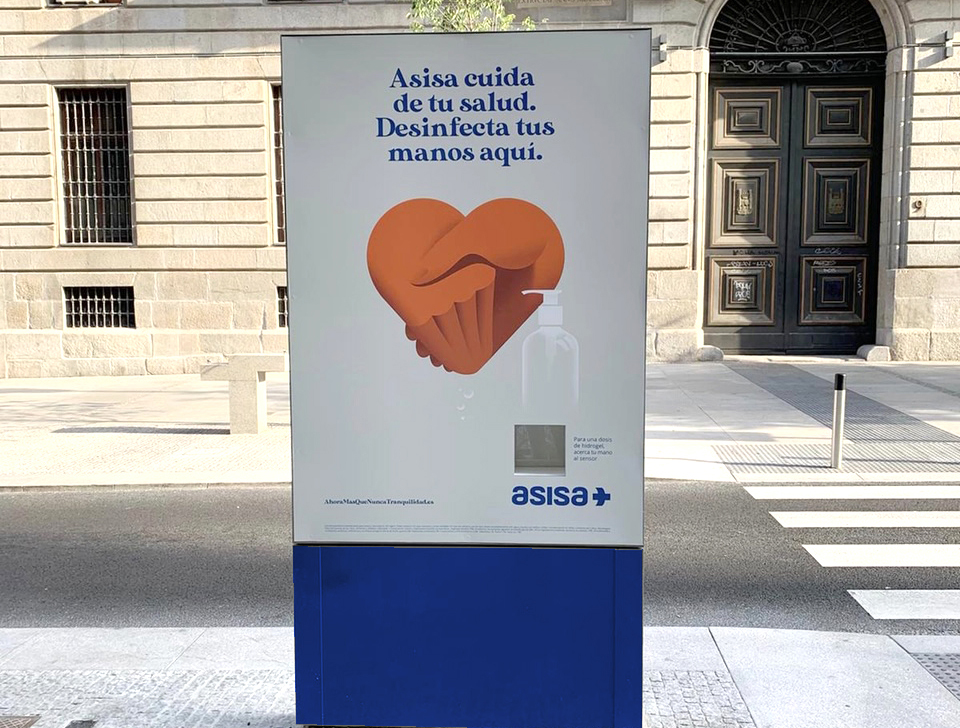 Asisa cuida
de tu salud.
Desinfecta tus
manos aquí.
Para una dosis
de hidrogel,
acerca tu mano
al sensor
AhoraMasQueNuncaTranquilidad.es
asisa